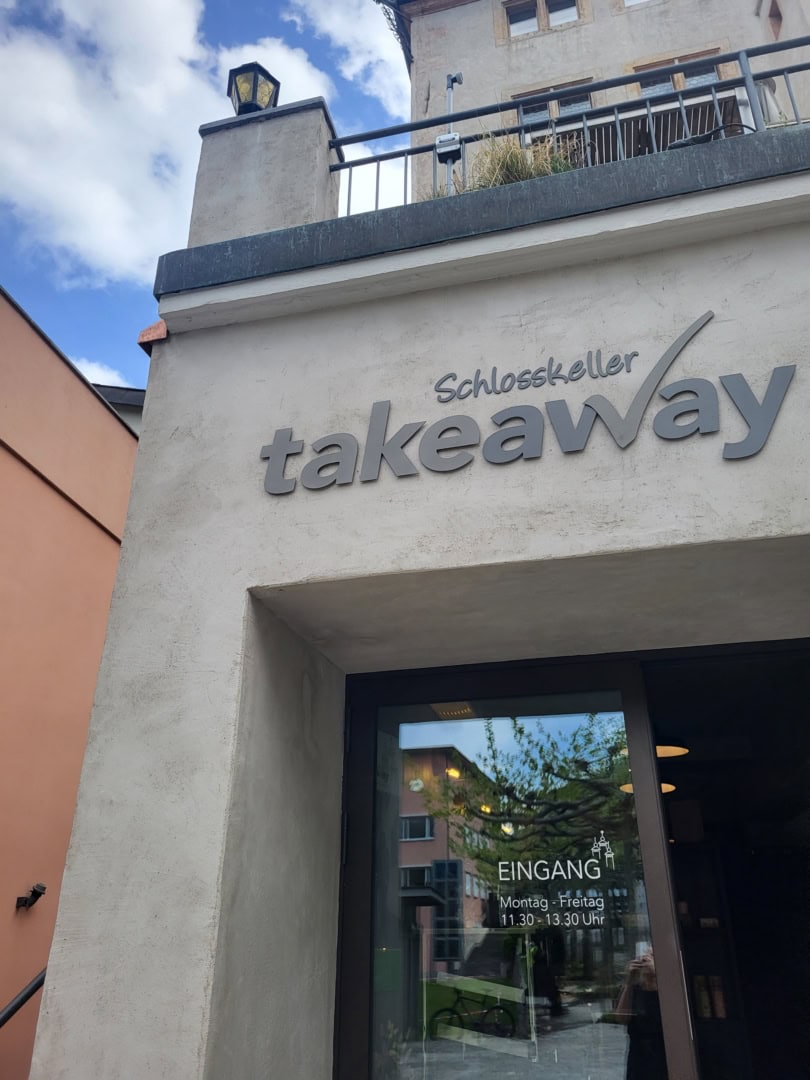 Schlosskeller
takeaway
EINGANG
Montag - Freitag
11.30 - 13.30 Uhr